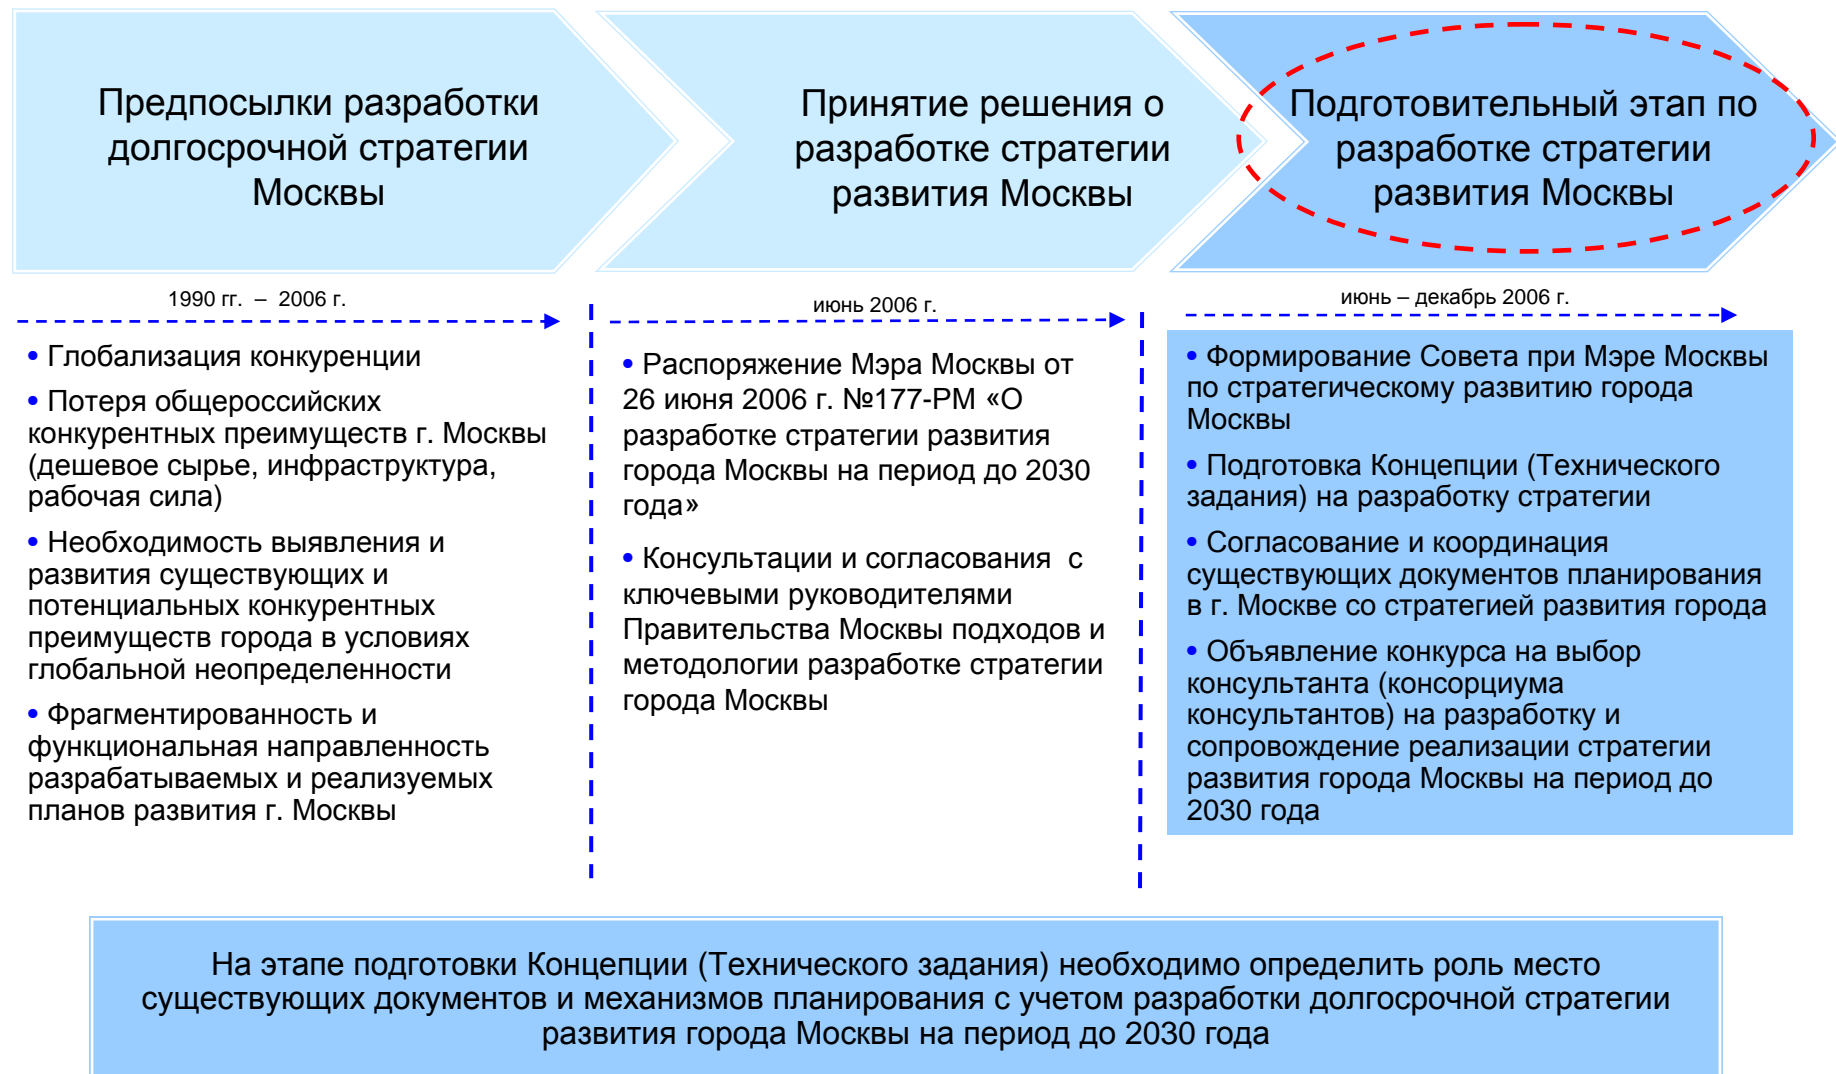 Предпосылки разработки
долгосрочной стратегии
Москвы
Принятие решения о
разработке стратегии
развития Москвы
Подготовительный этап по
разработке стратегии
развития Москвы
1990 гг. – 2006 г.
• Глобализация конкуренции
• Потеря общероссийских
конкурентных преимуществ г. Москвы
(дешевое сырье, инфраструктура,
рабочая сила)
• Необходимость выявления и
развития существующих и
потенциальных конкурентных
преимуществ города в условиях
глобальной неопределенности
• Фрагментированность и
функциональная направленность
разрабатываемых и реализуемых
планов развития г. Москвы
июнь 2006 г.
• Распоряжение Мэра Москвы от
26 июня 2006 г. №177-РМ «О
разработке стратегии развития
города Москвы на период до 2030
года»
• Консультации и согласования с
ключевыми руководителями
Правительства Москвы подходов и
методологии разработке стратегии
города Москвы
июнь – декабрь 2006 г.
• Формирование Совета при Мэре Москвы
по стратегическому развитию города
Москвы
• Подготовка Концепции (Технического
задания) на разработку стратегии
• Согласование и координация
существующих документов планирования
в г. Москве со стратегией развития города
• Объявление конкурса на выбор
консультанта (консорциума
консультантов) на разработку и
сопровождение реализации стратегии
развития города Москвы на период до
2030 года
На этапе подготовки Концепции (Технического задания) необходимо определить роль место
существующих документов и механизмов планирования с учетом разработки долгосрочной стратегии
развития города Москвы на период до 2030 года